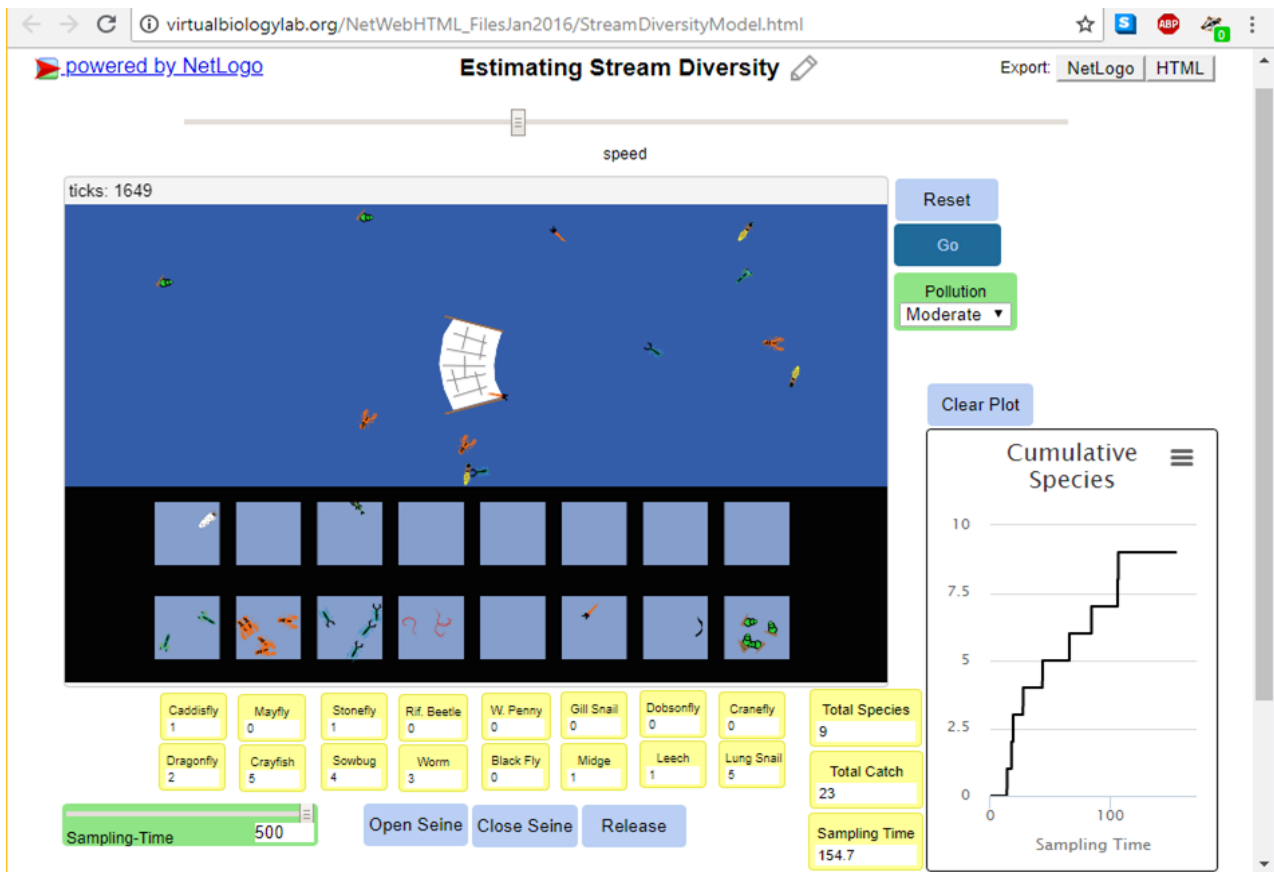 virtualbiologylab.org/NetWebHTML_FilesJan2016/StreamDiversityModel.html
S
ABP
0
powered by NetLogo
Estimating Stream Diversity
Export: NetLogo HTML
speed
ticks: 1649
Reset
Go
Pollution
Moderate
Clear Plot
Cumulative
Species
10
7.5
5
2.5
0
0 100
Sampling Time
Caddisfly Mayfly Stonefly Rif. Beetle W. Penny Gill Snail Dobsonfly Cranefly
1 0 1 0 0 0 0 0
Dragonfly Crayfish Sowbug Worm Black Fly Midge Leech Lung Snail
2 5 4 3 0 1 1 5
Total Species
9
Total Catch
23
Sampling Time
154.7
Sampling-Time 500
Open Seine Close Seine Release